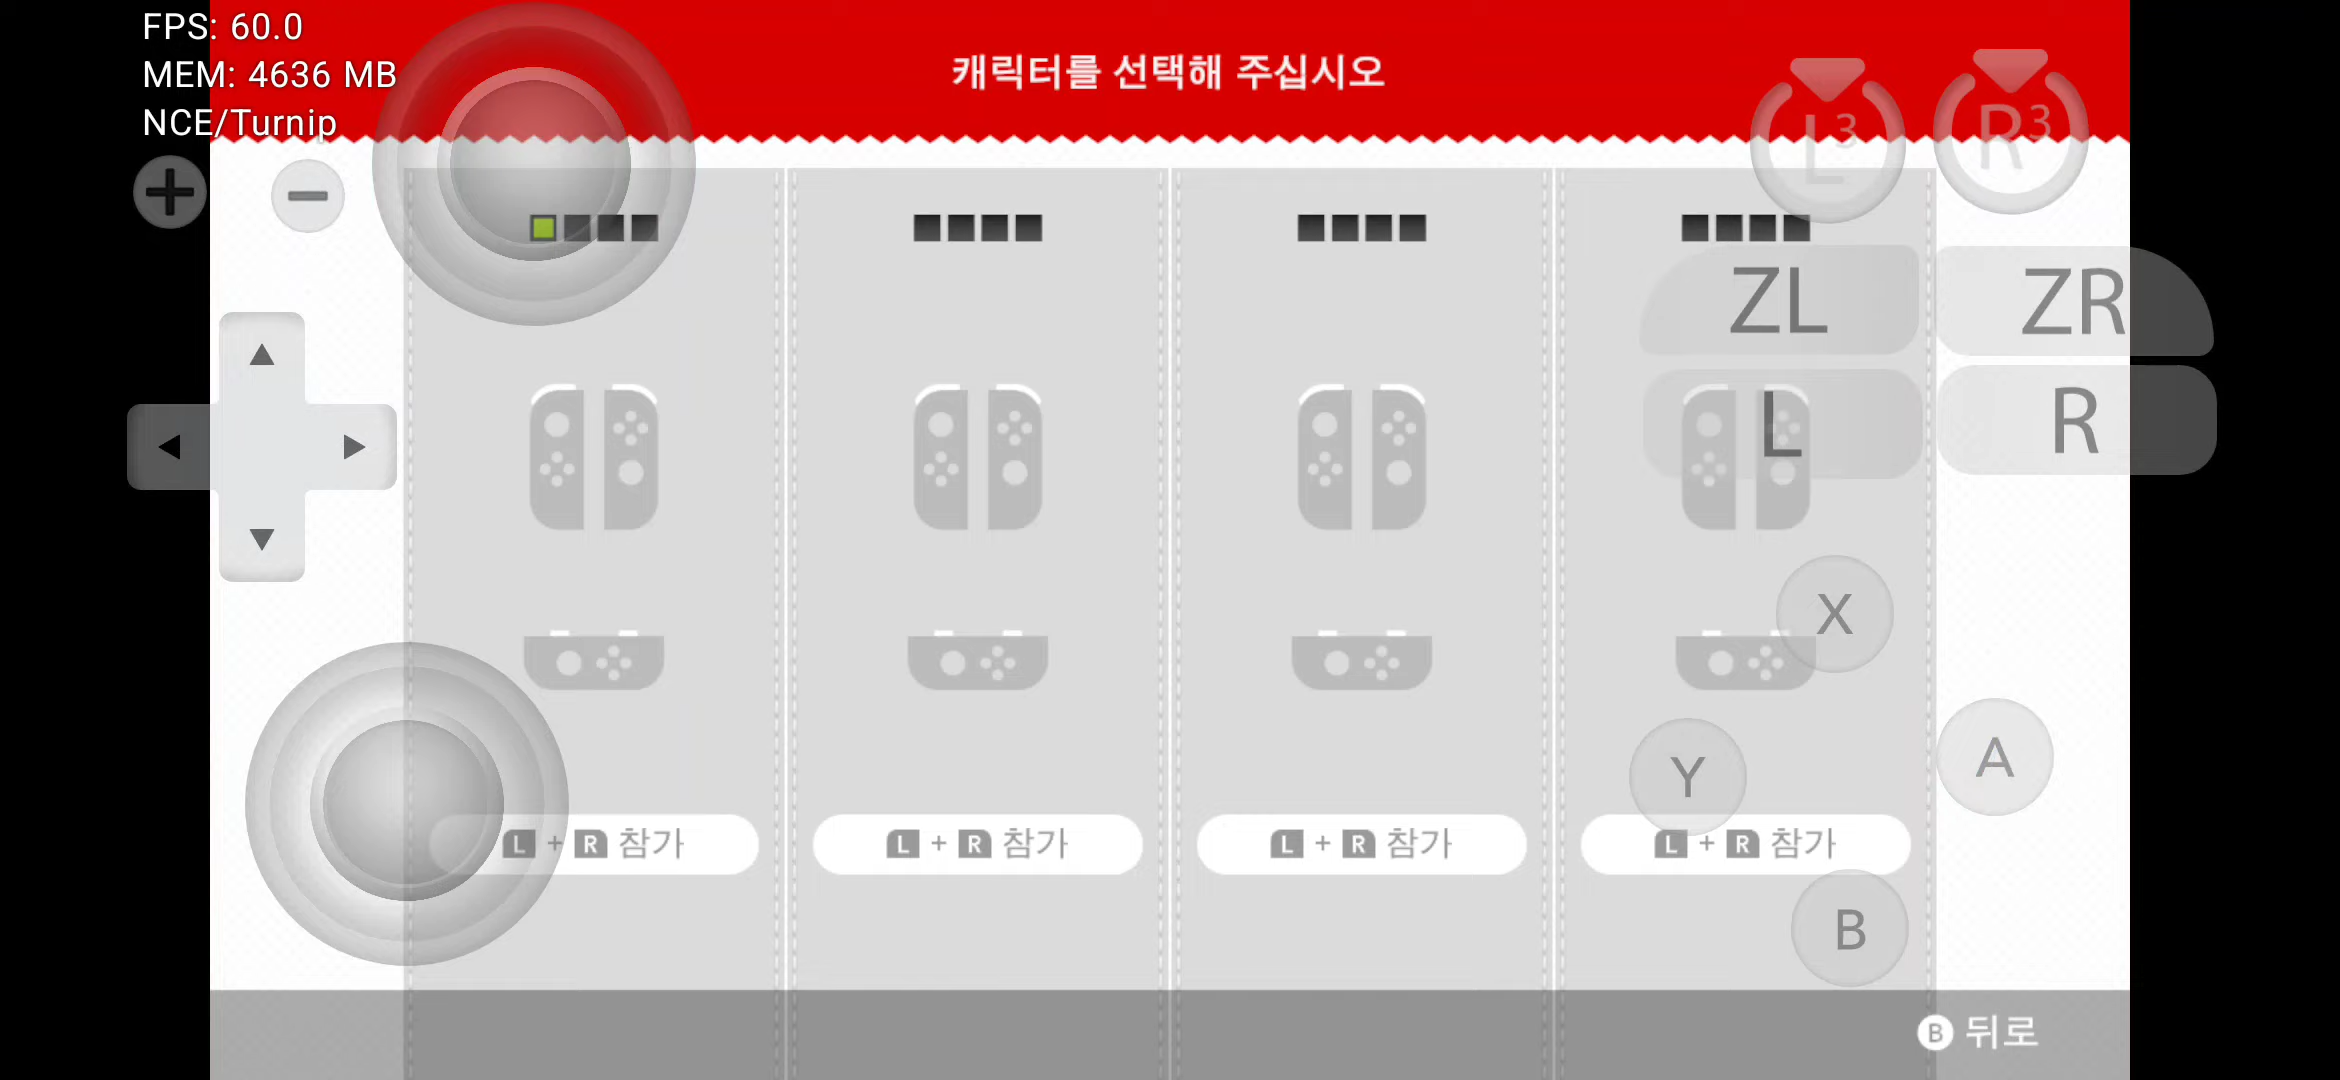 FPS: 60.0
MEM: 4636 MB
NCE/Turnip
캐릭터를 선택해 주십시오
L3
R3
ZL
ZR
L
R
X
Y
A
L + R 참가
L + R 참가
L + R 참가
L + R 참가
B
B 뒤로